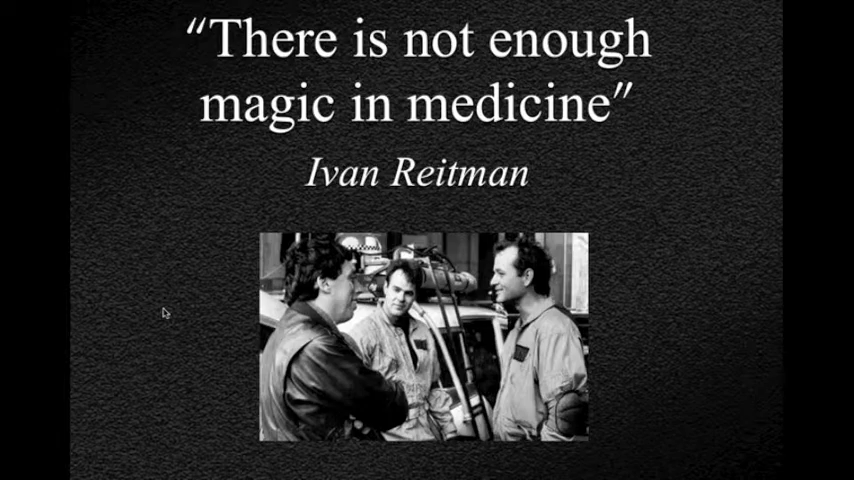 “There is not enough
magic in medicine”
Ivan Reitman